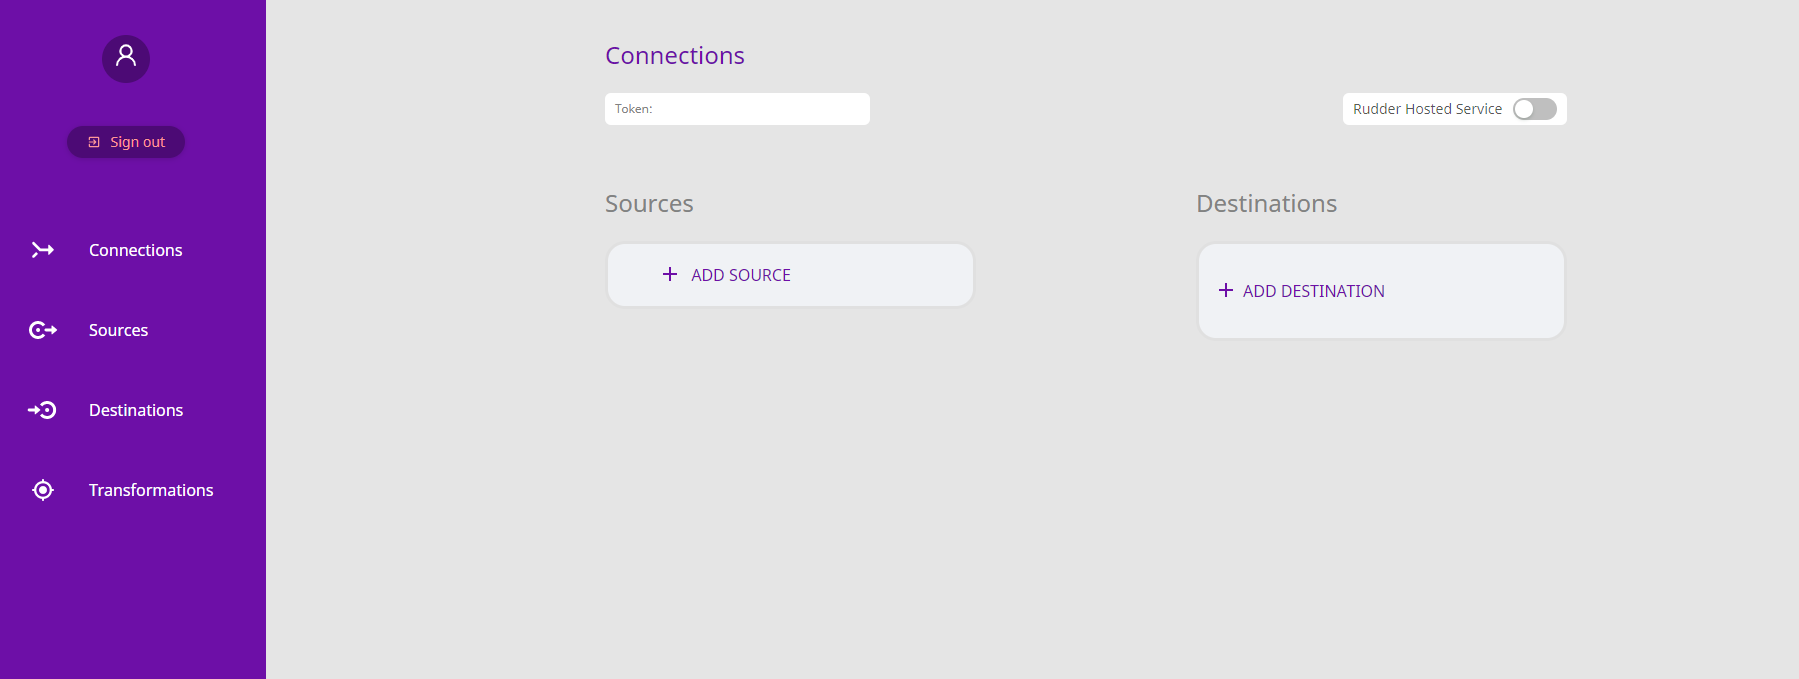 Sign out
Connections
Sources
Destinations
Transformations
Connections
Token:
Rudder Hosted Service
Sources
Destinations
ADD SOURCE
ADD DESTINATION